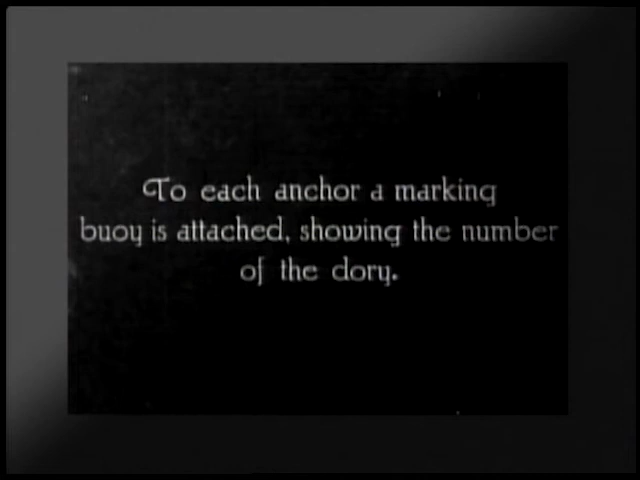 To each anchor a marking
buoy is attached, showing the number
of the dory.